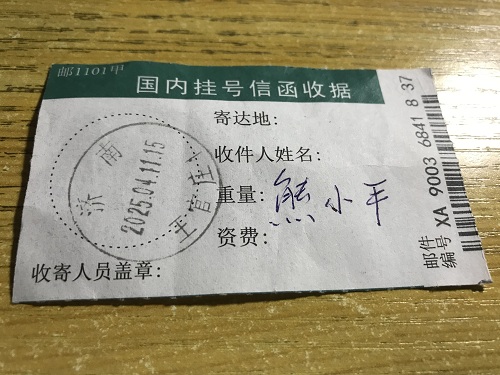 邮1101甲
国内挂号信函收据
寄达地:
收件人姓名:
重量: 熊小平
资费:
收寄人员盖章:
济南
2025.04.11.15
王官庄
邮件
编号 XA 9003 6841 8 37